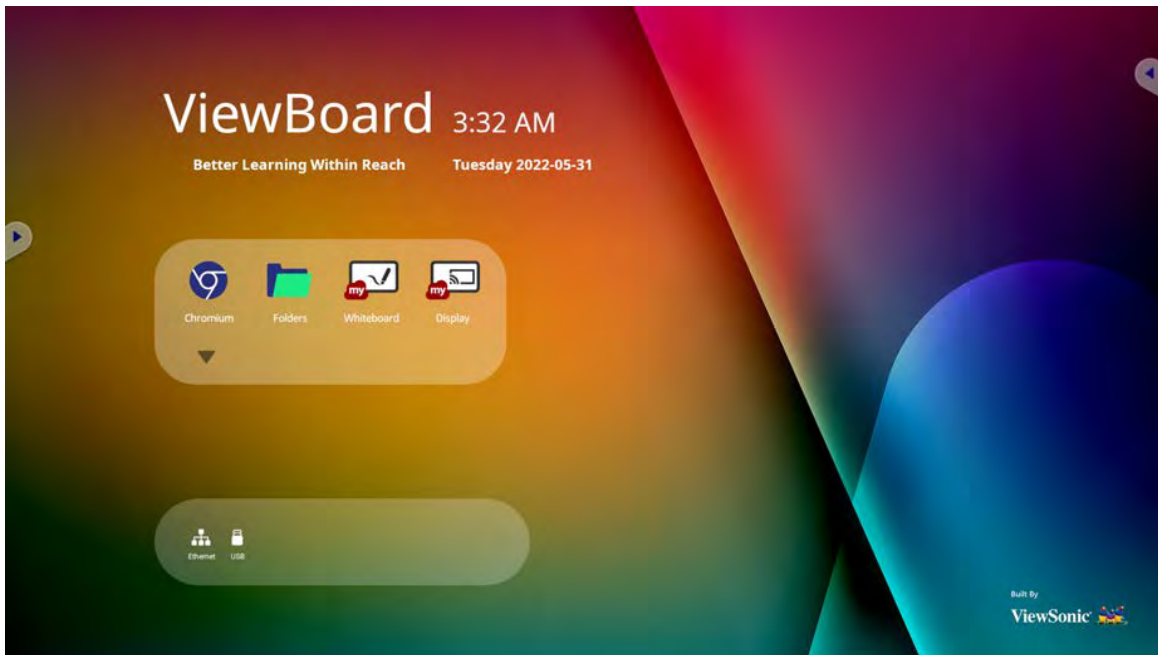 ViewBoard 3:32 AM
Better Learning Within Reach Tuesday 2022-05-31
my my
Chromium Folders Whiteboard Display
Ethernet USB
Built By
ViewSonic